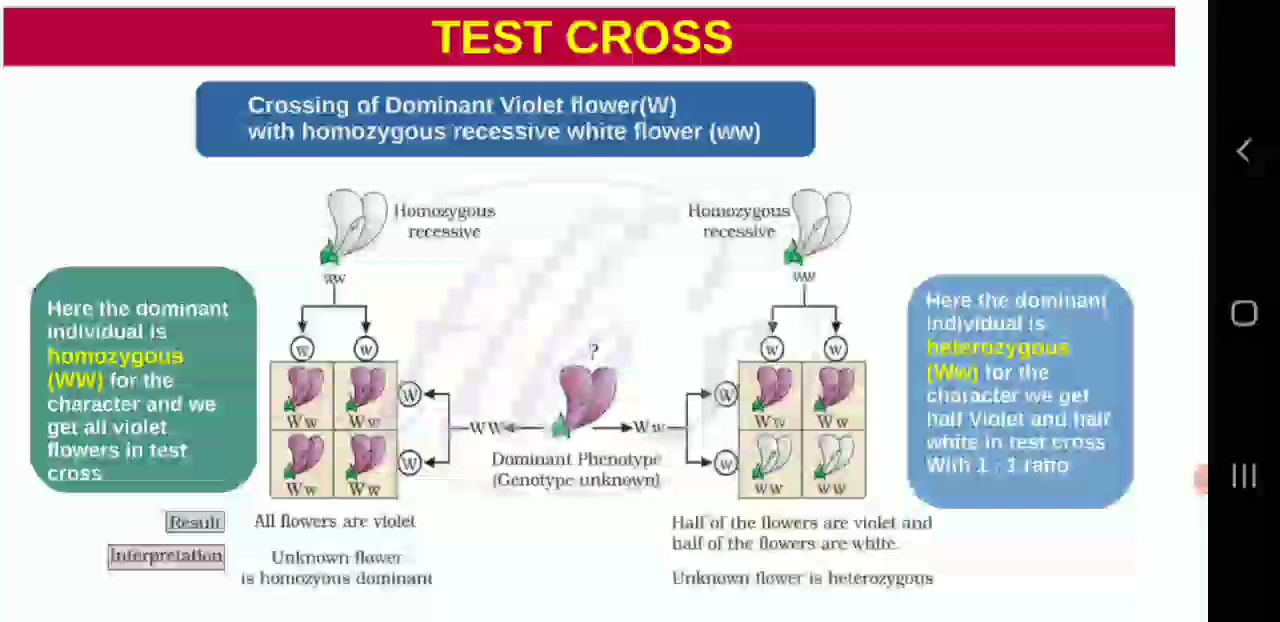 TEST CROSS
Crossing of Dominant Violet flower(W)
with homozygous recessive white flower (ww)
Homozygous
recessive
ww
Homozygous
recessive
ww
Here the dominant
individual is
homozygous
(WW) for the
character and we
get all violet
flowers in test
cross
w w
Ww Ww
Ww Ww
W
W
WW
?
Ww
Dominant Phenotype
(Genotype unknown)
W
w
w w
Ww Ww
ww ww
Here the dominant
individual is
heterozygous
(Ww) for the
character we get
half Violet and half
white in test cross
With 1 : 1 ratio
Result
All flowers are violet
Half of the flowers are violet and
half of the flowers are white.
Interpretation
Unknown flower
is homozyous dominant
Unknown flower is heterozygous